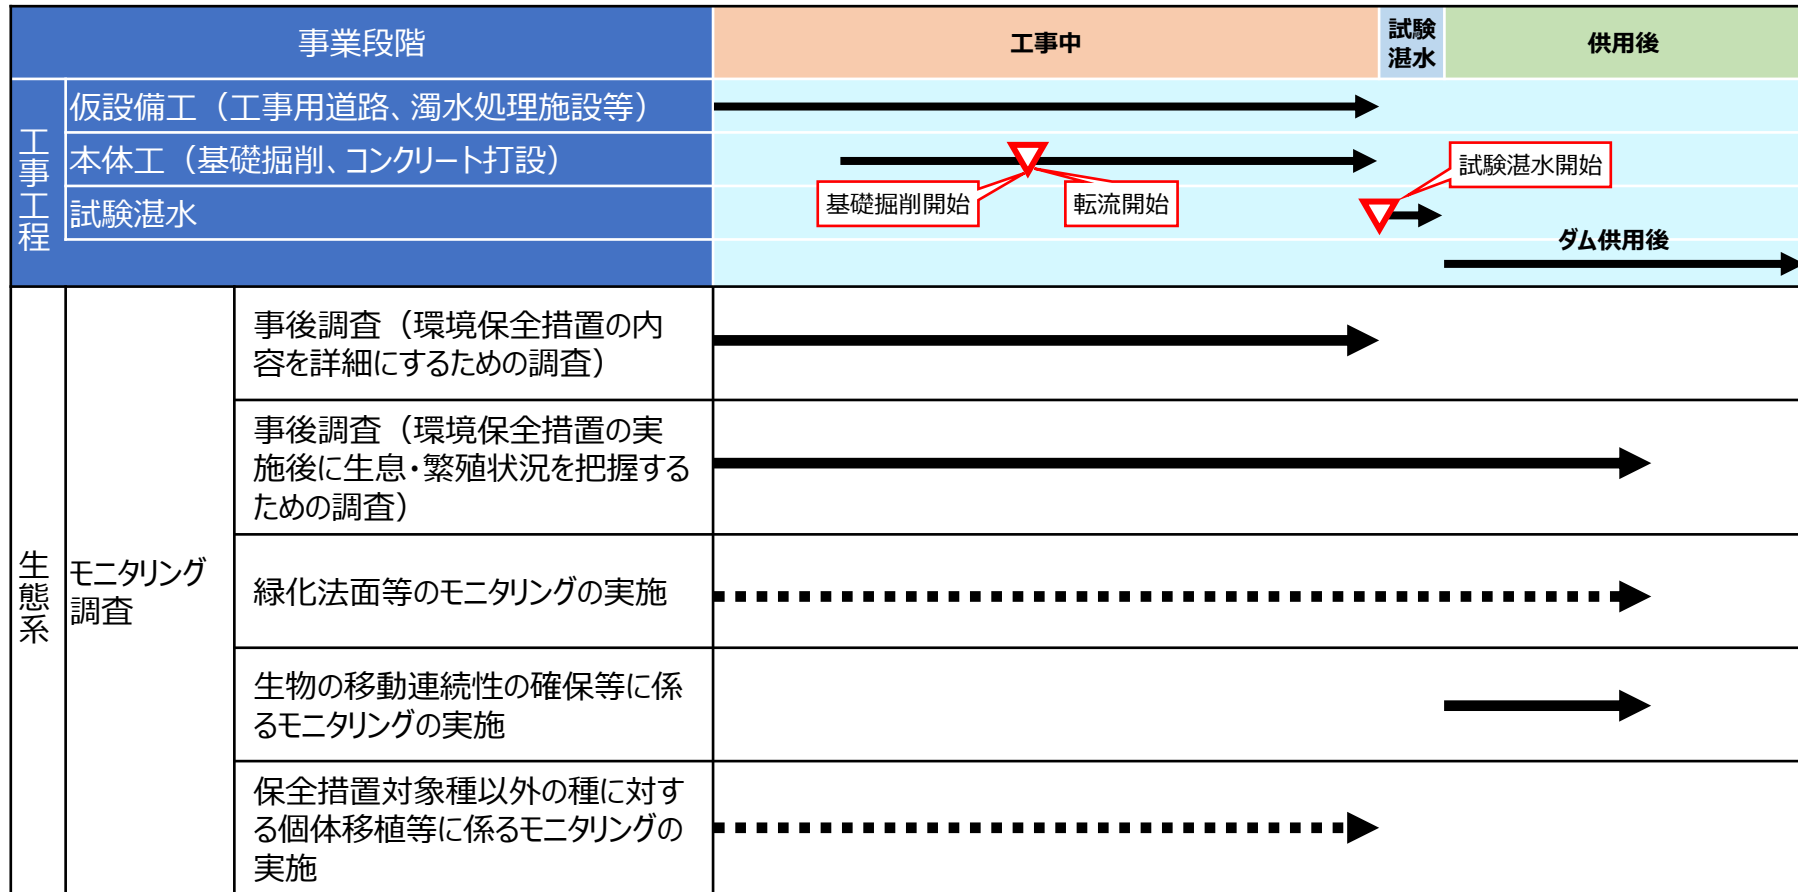 事業段階
工事中
試験
湛水
供用後
工事工程
仮設備工（工事用道路、濁水処理施設等）
本体工（基礎掘削、コンクリート打設）
試験湛水
基礎掘削開始
転流開始
試験湛水開始
ダム供用後
生態系
モニタリング
調査
事後調査（環境保全措置の内
容を詳細にするための調査）
事後調査（環境保全措置の実
施後に生息・繁殖状況を把握する
ための調査）
緑化法面等のモニタリングの実施
生物の移動連続性の確保等に係
るモニタリングの実施
保全措置対象種以外の種に対す
る個体移植等に係るモニタリングの
実施